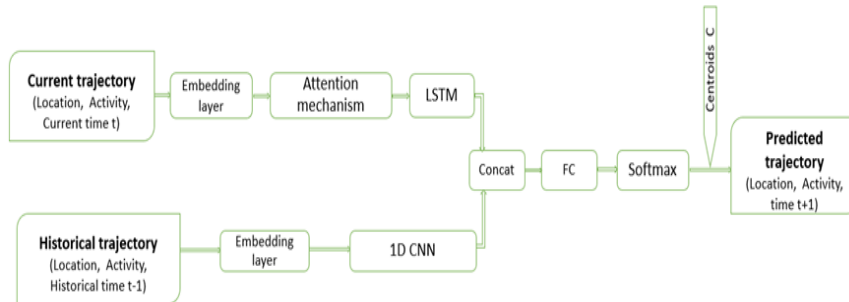 Current trajectory
(Location, Activity,
Current time t)
Embedding
layer
Attention
mechanism
LSTM
Historical trajectory
(Location, Activity,
Historical time t-1)
Embedding
layer
1D CNN
Concat
FC
Softmax
Centroids C
Predicted
trajectory
(Location, Activity,
time t+1)